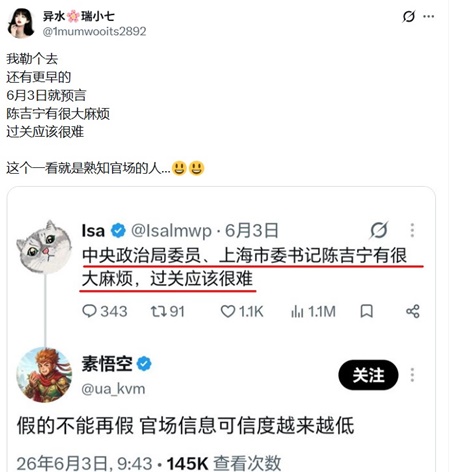 异水🌸瑞小七
@1mumwooits2892
我勒个去
还有更早的
6月3日就预言
陈吉宁有很大麻烦
过关应该很难
这个一看就是熟知官场的人...😃😃
Isa @Isalmwp · 6月3日
中央政治局委员、上海市委书记陈吉宁有很
大麻烦，过关应该很难
343 91 1.1K 1.1M
素悟空
@ua_kvm
关注
假的不能再假 官场信息可信度越来越低
26年6月3日, 9:43 · 145K 查看次数